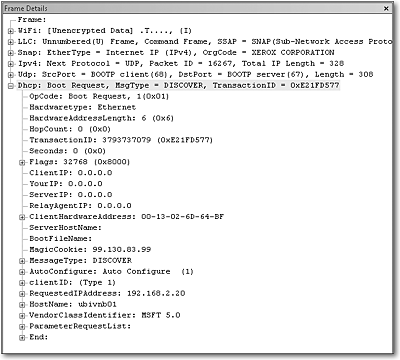 Frame Details
Frame:
WiFi: [Unencrypted Data] .T...., (I)
LLC: Unnumbered(U) Frame, Command Frame, SSAP = SNAP(Sub-Network Access Proto
Snap: EtherType = Internet IP (IPv4), OrgCode = XEROX CORPORATION
Ipv4: Next Protocol = UDP, Packet ID = 16267, Total IP Length = 328
Udp: SrcPort = BOOTP client(68), DstPort = BOOTP server(67), Length = 308
Dhcp: Boot Request, MsgType = DISCOVER, TransactionID = 0xE21FD577
OpCode: Boot Request, 1(0x01)
Hardwaretype: Ethernet
HardwareAddressLength: 6 (0x6)
HopCount: 0 (0x0)
TransactionID: 3793737079 (0xE21FD577)
Seconds: 0 (0x0)
Flags: 32768 (0x8000)
ClientIP: 0.0.0.0
YourIP: 0.0.0.0
ServerIP: 0.0.0.0
RelayAgentIP: 0.0.0.0
ClientHardwareAddress: 00-13-02-6D-64-BF
ServerHostName:
BootFileName:
MagicCookie: 99.130.83.99
MessageType: DISCOVER
AutoConfigure: Auto Configure (1)
clientID: (Type 1)
RequestedIPAddress: 192.168.2.20
HostName: ubivnb01
VendorClassIdentifier: MSFT 5.0
ParameterRequestList:
End: